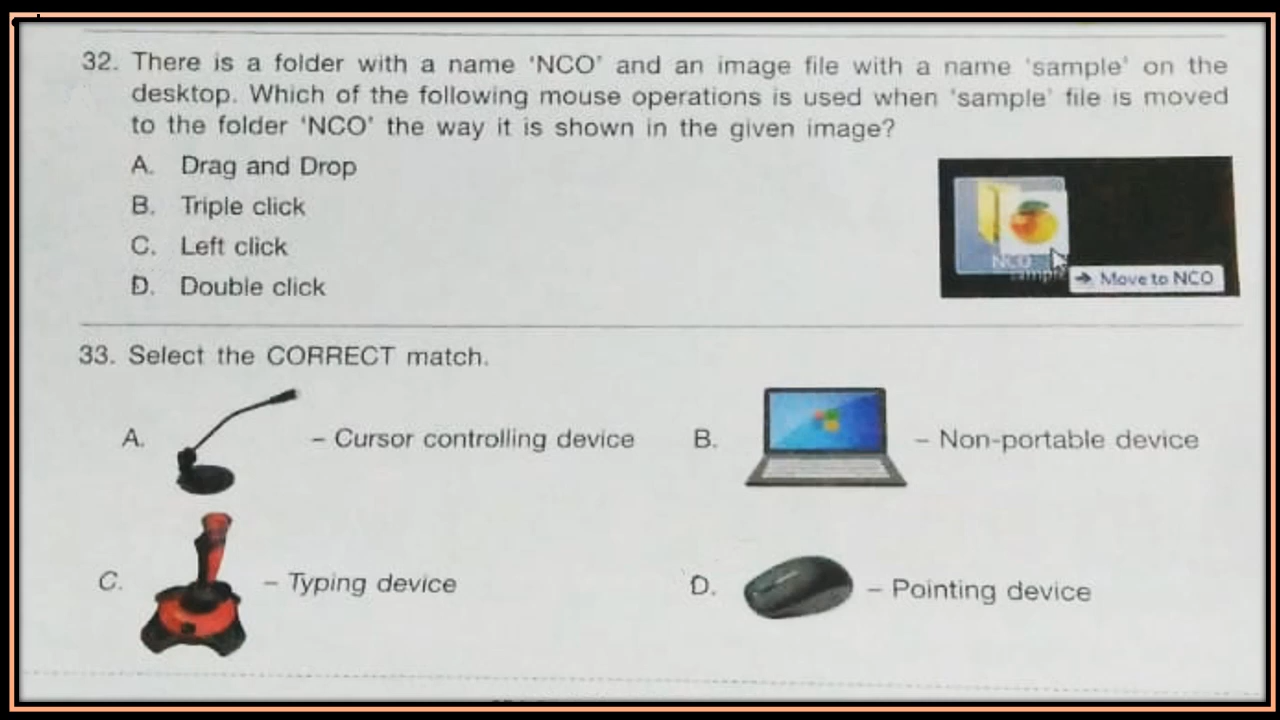 32. There is a folder with a name 'NCO' and an image file with a name 'sample' on the
desktop. Which of the following mouse operations is used when 'sample' file is moved
to the folder 'NCO' the way it is shown in the given image?
A. Drag and Drop
B. Triple click
C. Left click
D. Double click
NCO
sample
Move to NCO
33. Select the CORRECT match.
A. – Cursor controlling device
B. – Non-portable device
C. – Typing device
D. – Pointing device